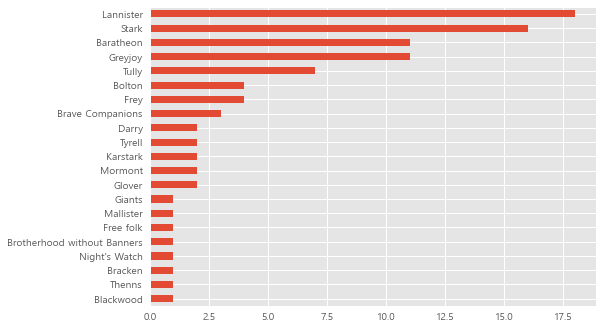 Lannister
Stark
Baratheon
Greyjoy
Tully
Bolton
Frey
Brave Companions
Darry
Tyrell
Karstark
Mormont
Glover
Giants
Mallister
Free folk
Brotherhood without Banners
Night's Watch
Bracken
Thenns
Blackwood
0.0 2.5 5.0 7.5 10.0 12.5 15.0 17.5